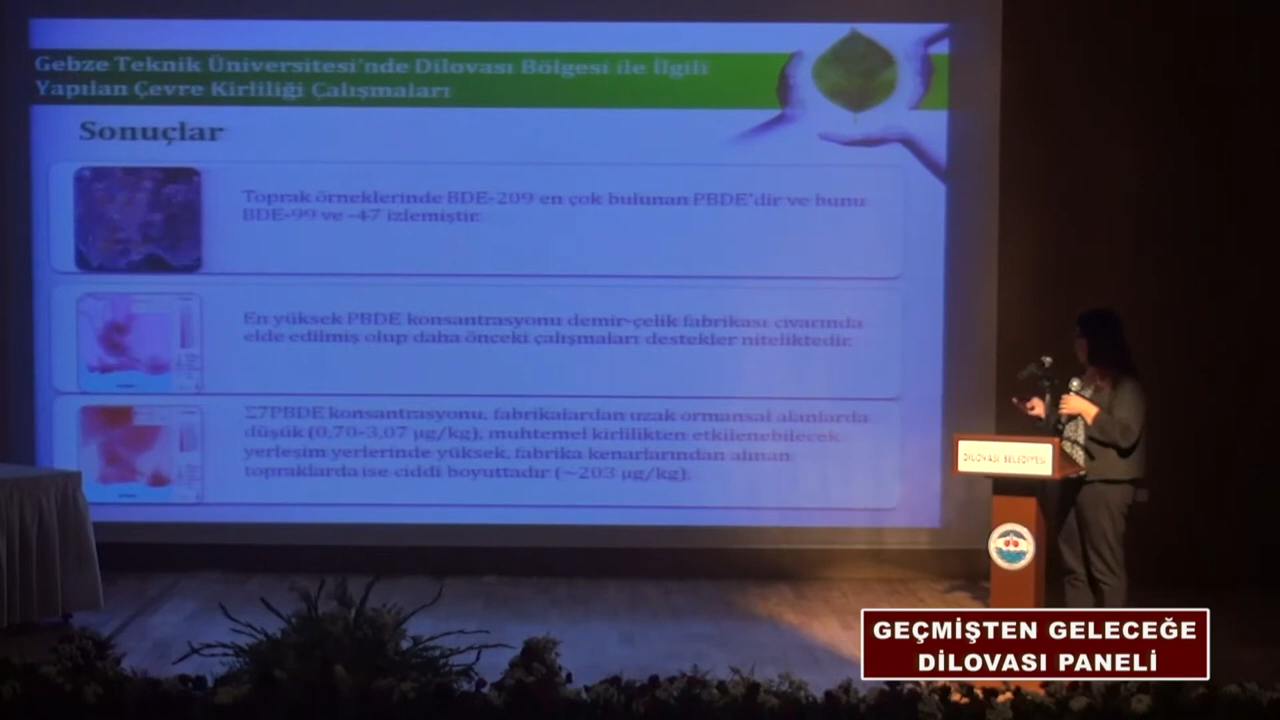 Gebze Teknik Üniversitesi'nde Dilovası Bölgesi ile İlgili
Yapılan Çevre Kirliliği Çalışmaları
Sonuçlar
Toprak örneklerinde BDE-209 en çok bulunan PBDE'dir ve bunu
BDE-99 ve -47 izlemiştir.
En yüksek PBDE konsantrasyonu demir-çelik fabrikası civarında
elde edilmiş olup daha önceki çalışmaları destekler niteliktedir.
Σ7PBDE konsantrasyonu, fabrikalardan uzak ormansal alanlarda
düşük (0,70-3,07 µg/kg), muhtemel kirlilikten etkilenebilecek
yerleşim yerlerinde yüksek, fabrika kenarlarından alınan
topraklarda ise ciddi boyuttadır (~203 µg/kg).
DİLOVASI BELEDİYESİ
GEÇMİŞTEN GELECEĞE
DİLOVASI PANELİ